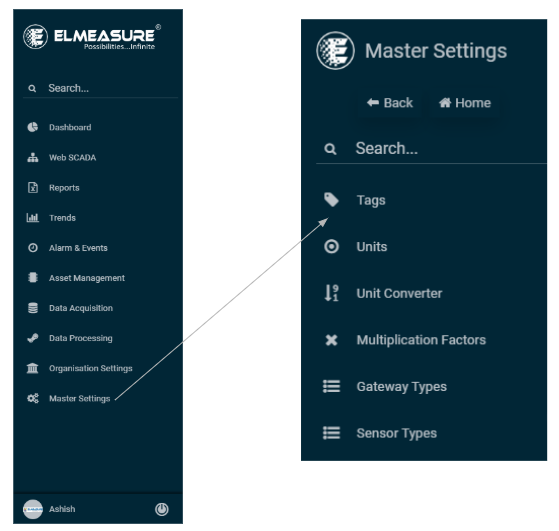 ELMEASURE®
Possibilities...Infinite
Search...
Dashboard
Web SCADA
Reports
Trends
Alarm & Events
Asset Management
Data Acquisition
Data Processing
Organisation Settings
Master Settings
Ashish
Master Settings
Back
Home
Search...
Tags
Units
Unit Converter
Multiplication Factors
Gateway Types
Sensor Types